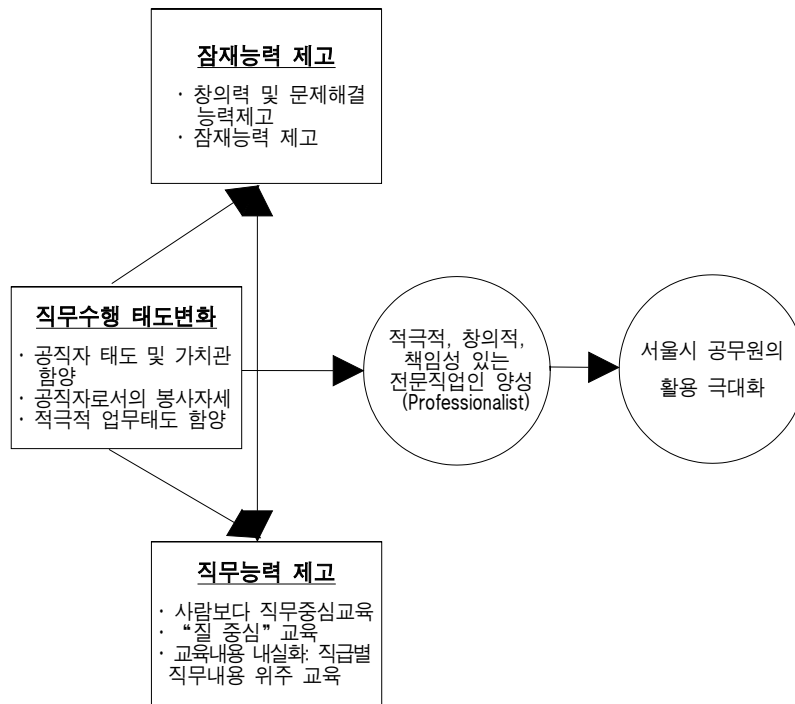 잠재능력 제고
· 창의력 및 문제해결
능력제고
· 잠재능력 제고
직무수행 태도변화
· 공직자 태도 및 가치관
함양
· 공직자로서의 봉사자세
· 적극적 업무태도 함양
적극적, 창의적,
책임성 있는
전문직업인 양성
(Professionalist)
서울시 공무원의
활용 극대화
직무능력 제고
· 사람보다 직무중심교육
· “질 중심” 교육
· 교육내용 내실화: 직급별
직무내용 위주 교육